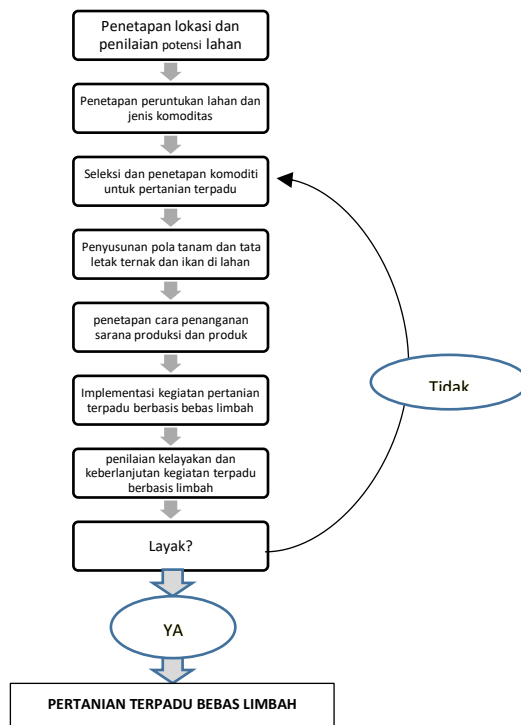 Penetapan lokasi dan
penilaian potensi lahan
Penetapan peruntukan lahan dan
jenis komoditas
Seleksi dan penetapan komoditi
untuk pertanian terpadu
Penyusunan pola tanam dan tata
letak ternak dan ikan di lahan
penetapan cara penanganan
sarana produksi dan produk
Implementasi kegiatan pertanian
terpadu berbasis bebas limbah
penilaian kelayakan dan
keberlanjutan kegiatan terpadu
berbasis limbah
Layak?
Tidak
YA
PERTANIAN TERPADU BEBAS LIMBAH